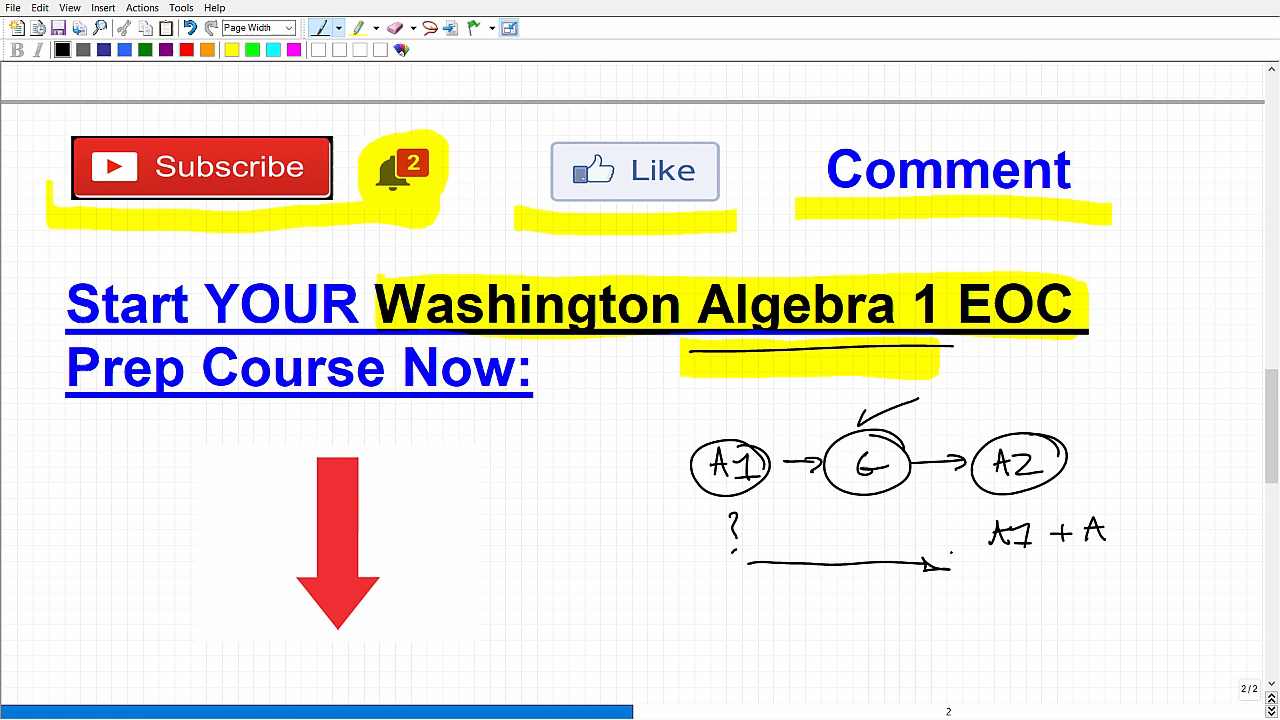 File Edit View Insert Actions Tools Help
Page Width
B I
Subscribe 2 Like Comment
Start YOUR Washington Algebra 1 EOC
Prep Course Now:
A1 G A2
? A1 + A
2/2
2